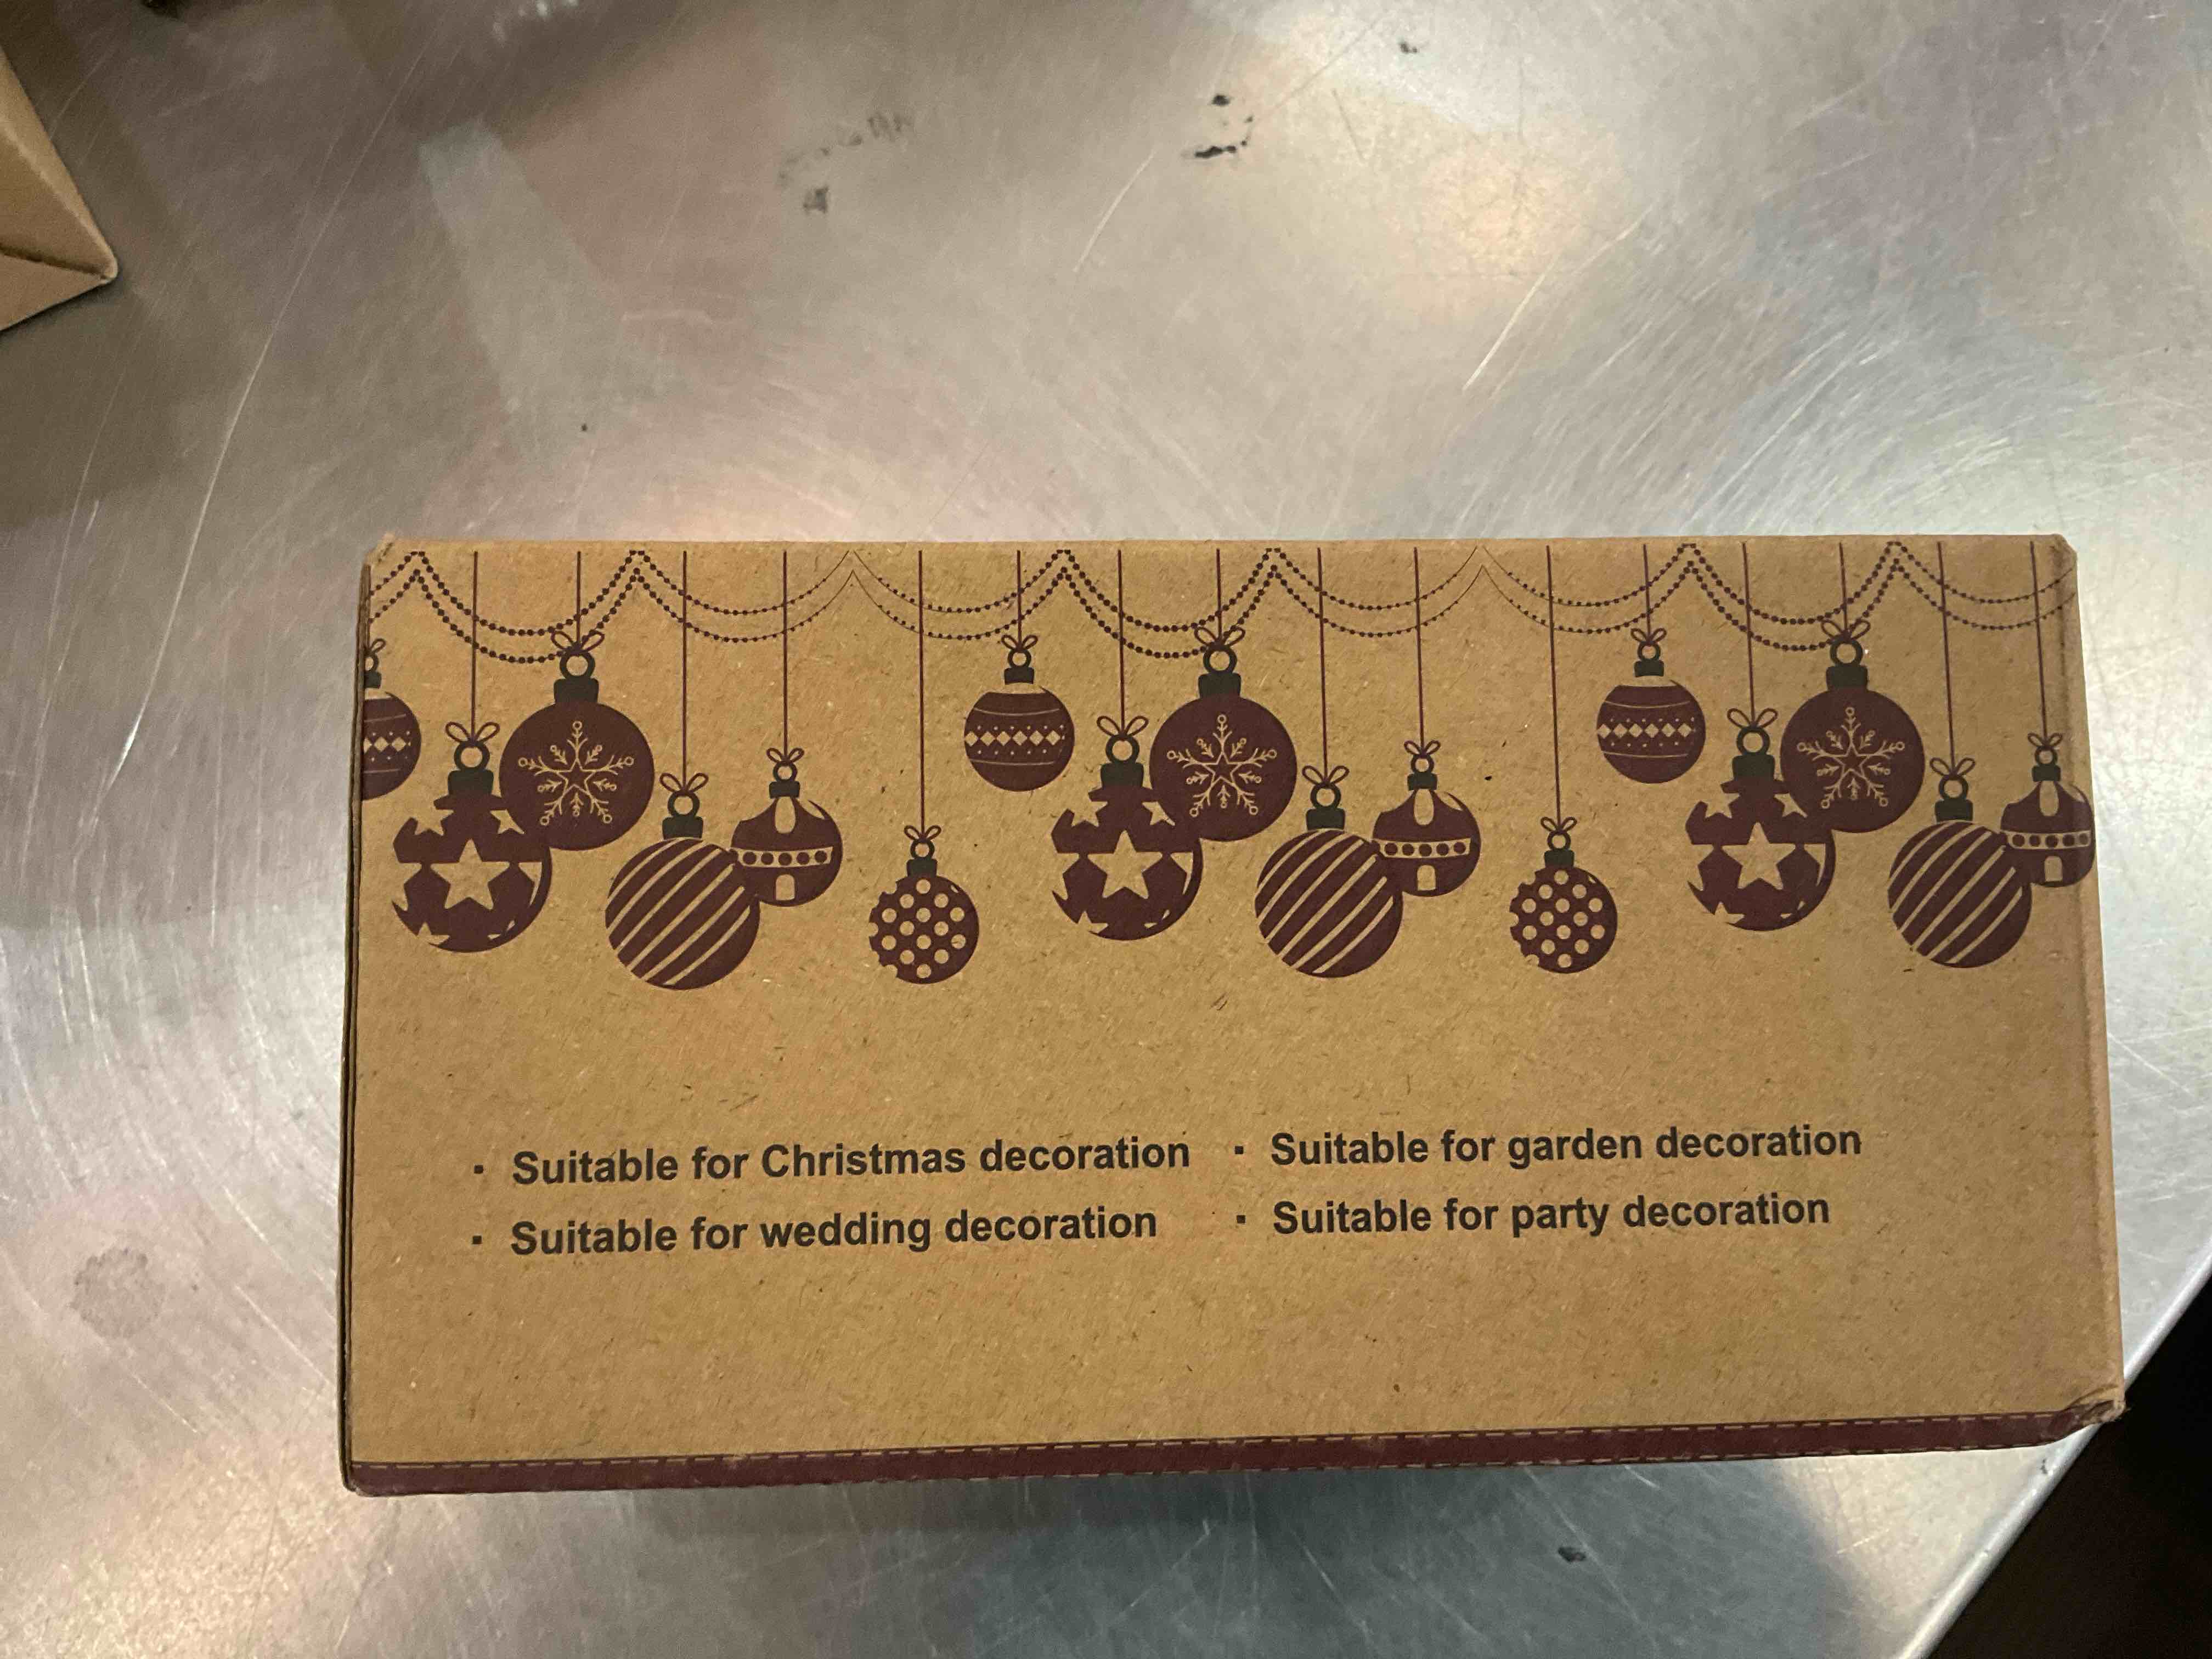 · Suitable for Christmas decoration
· Suitable for wedding decoration
· Suitable for garden decoration
· Suitable for party decoration